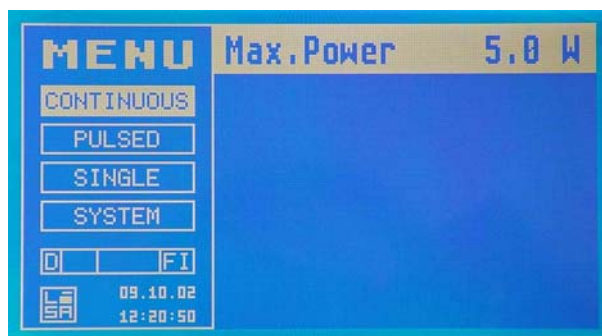 MENU
Max.Power 5.0 W
CONTINUOUS
PULSED
SINGLE
SYSTEM
D FI
09.10.02
12:20:50